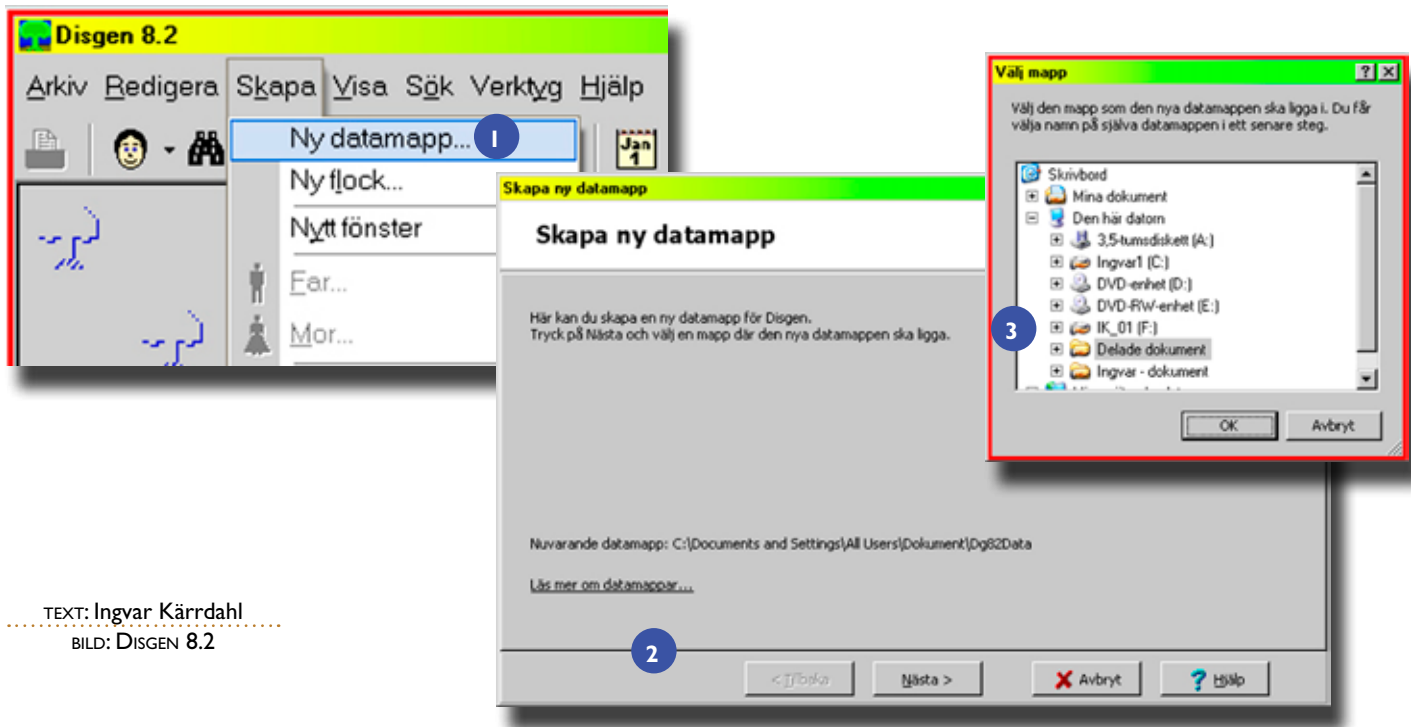 Disgen 8.2
Arkiv Redigera Skapa Visa Sök Verktyg Hjälp
Ny datamapp...
1
Jan
1
Ny flock...
Nytt fönster
Far...
Mor...
Skapa ny datamapp
Skapa ny datamapp
Här kan du skapa en ny datamapp för Disgen.
Tryck på Nästa och välj en mapp där den nya datamappen ska ligga.
Nuvarande datamapp: C:\Documents and Settings\All Users\Dokument\Dg82Data
Läs mer om datamappar...
2
< Tillbaka Nästa > Avbryt Hjälp
Välj mapp
Välj den mapp som den nya datamappen ska ligga i. Du får
välja namn på själva datamappen i ett senare steg.
Skrivbord
Mina dokument
Den här datorn
3,5-tumsdiskett (A:)
Ingvar1 (C:)
DVD-enhet (D:)
DVD-RW-enhet (E:)
IK_01 (F:)
3
Delade dokument
Ingvar - dokument
OK Avbryt
TEXT: Ingvar Kärrdahl
BILD: DISGEN 8.2